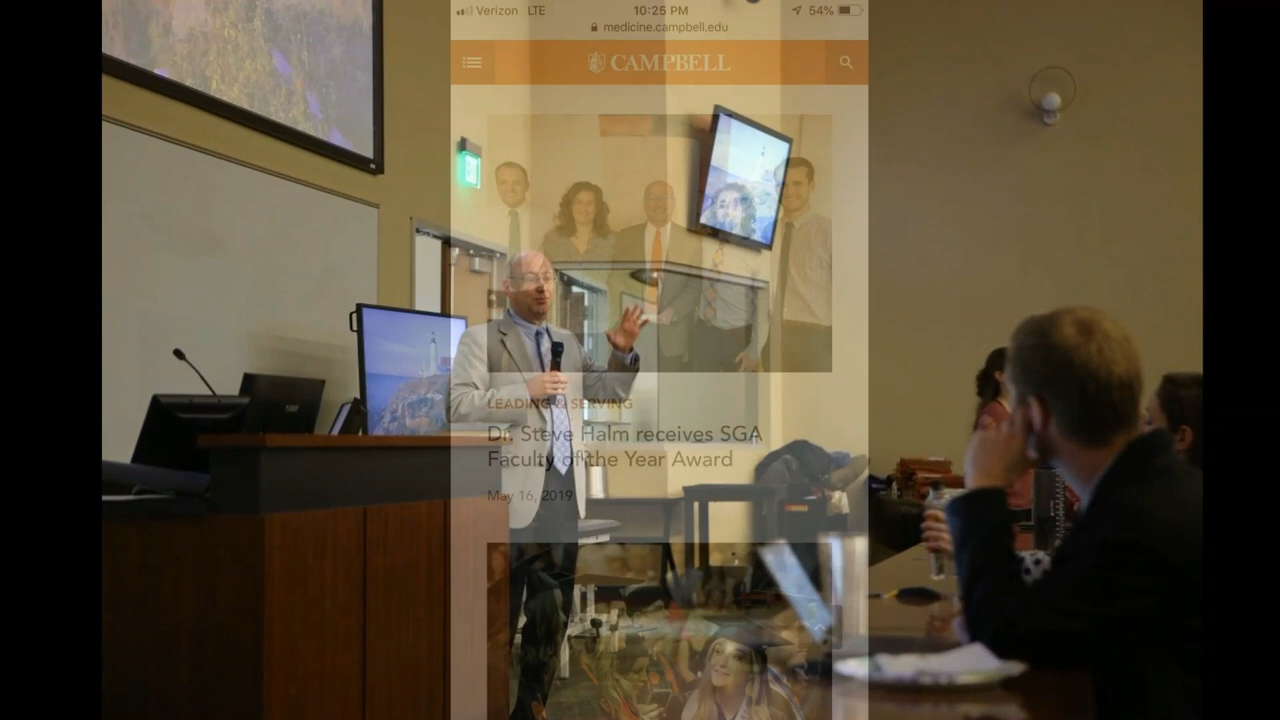 Verizon LTE 10:25 PM 54%
medicine.campbell.edu
CAMPBELL
LEADING & SERVING
Dr. Steve Halm receives SGA
Faculty of the Year Award
May 16, 2019